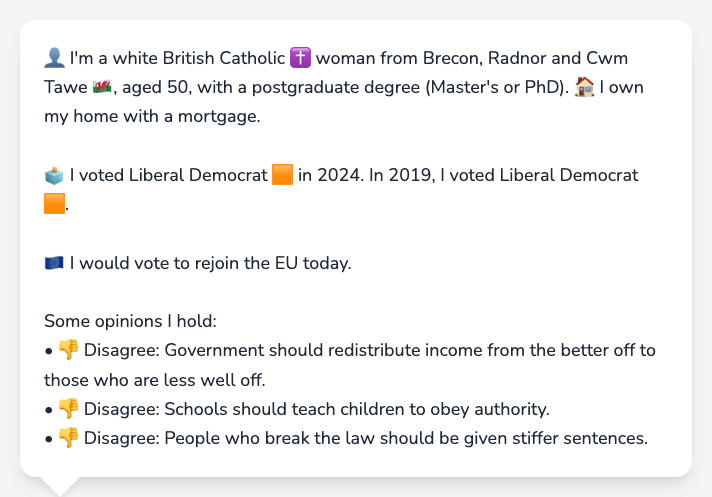 👤 I'm a white British Catholic ✝️ woman from Brecon, Radnor and Cwm
Tawe 🏴󠁧󠁢󠁷󠁬󠁳󠁿, aged 50, with a postgraduate degree (Master's or PhD). 🏠 I own
my home with a mortgage.
🗳️ I voted Liberal Democrat 🟧 in 2024. In 2019, I voted Liberal Democrat
🟧.
🇪🇺 I would vote to rejoin the EU today.
Some opinions I hold:
• 👎 Disagree: Government should redistribute income from the better off to
those who are less well off.
• 👎 Disagree: Schools should teach children to obey authority.
• 👎 Disagree: People who break the law should be given stiffer sentences.